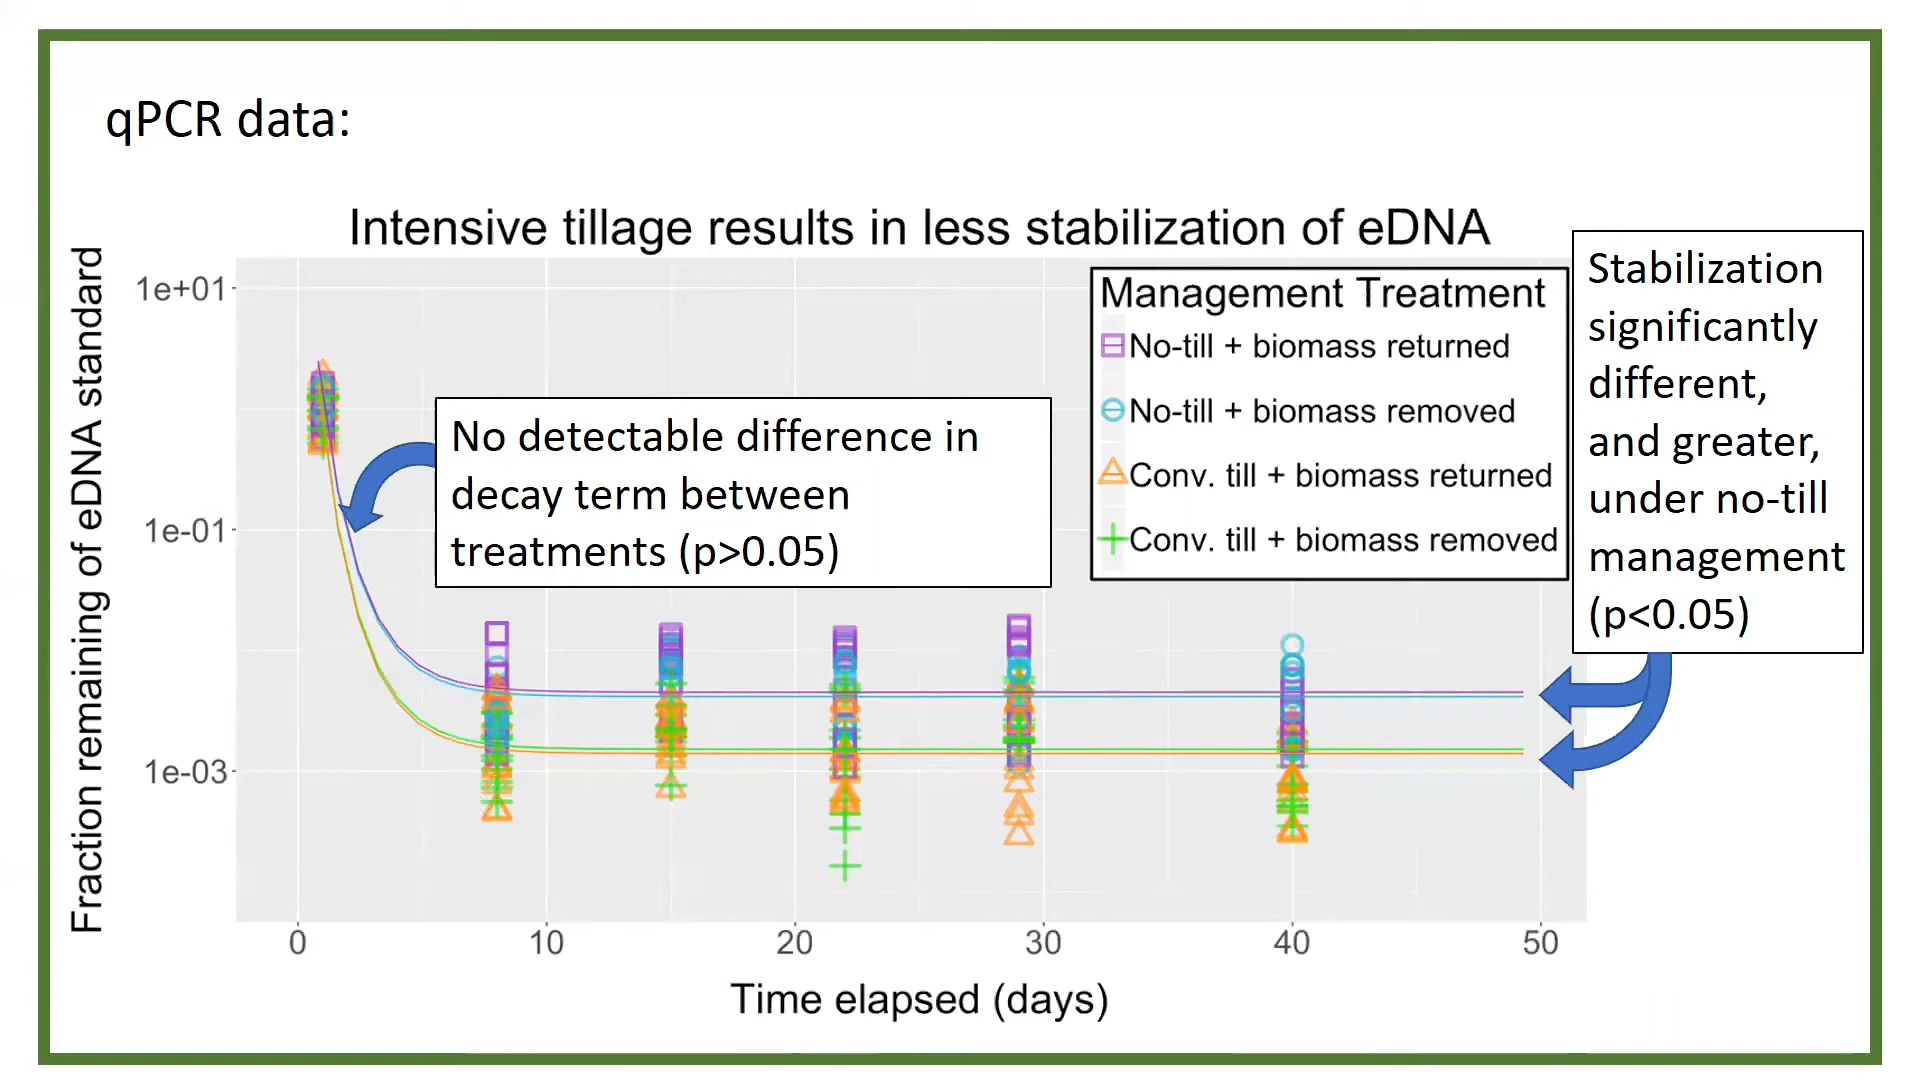 qPCR data:
Intensive tillage results in less stabilization of eDNA
Fraction remaining of eDNA standard
1e+01
1e-01
1e-03
No detectable difference in
decay term between
treatments (p>0.05)
Management Treatment
No-till + biomass returned
No-till + biomass removed
Conv. till + biomass returned
Conv. till + biomass removed
Stabilization
significantly
different,
and greater,
under no-till
management
(p<0.05)
0 10 20 30 40 50
Time elapsed (days)